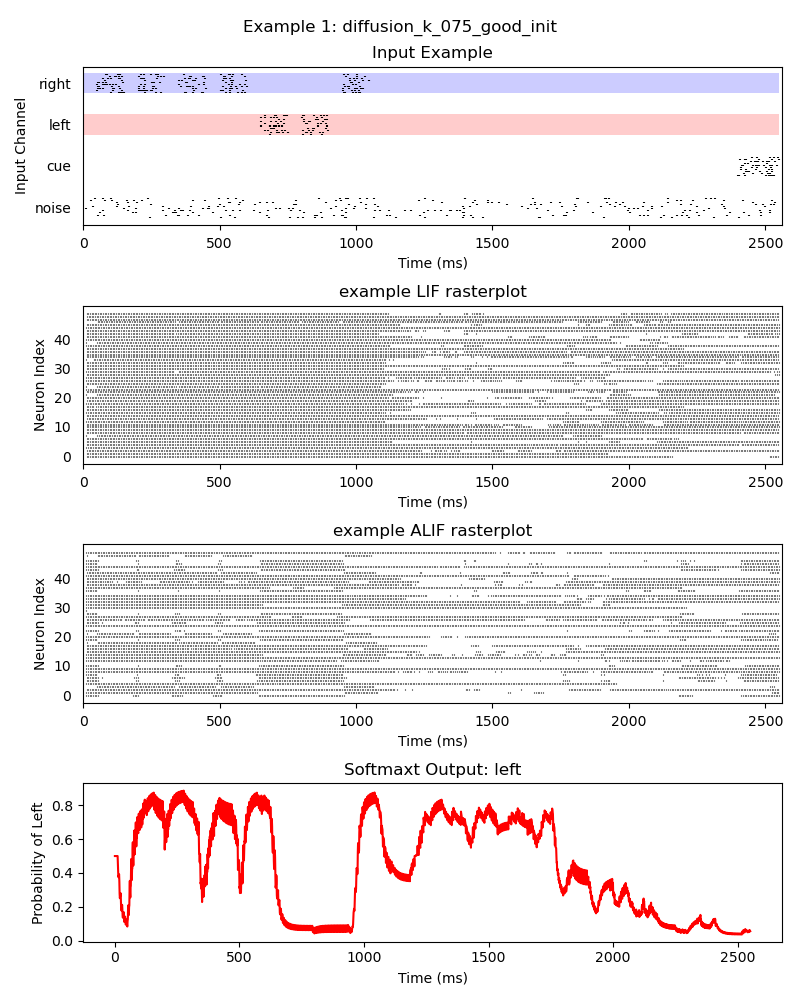 Example 1: diffusion_k_075_good_init
Input Example
Input Channel
right
left
cue
noise
0 500 1000 1500 2000 2500
Time (ms)
example LIF rasterplot
Neuron Index
40
30
20
10
0
0 500 1000 1500 2000 2500
Time (ms)
example ALIF rasterplot
Neuron Index
40
30
20
10
0
0 500 1000 1500 2000 2500
Time (ms)
Softmaxt Output: left
Probability of Left
0.8
0.6
0.4
0.2
0.0
0 500 1000 1500 2000 2500
Time (ms)